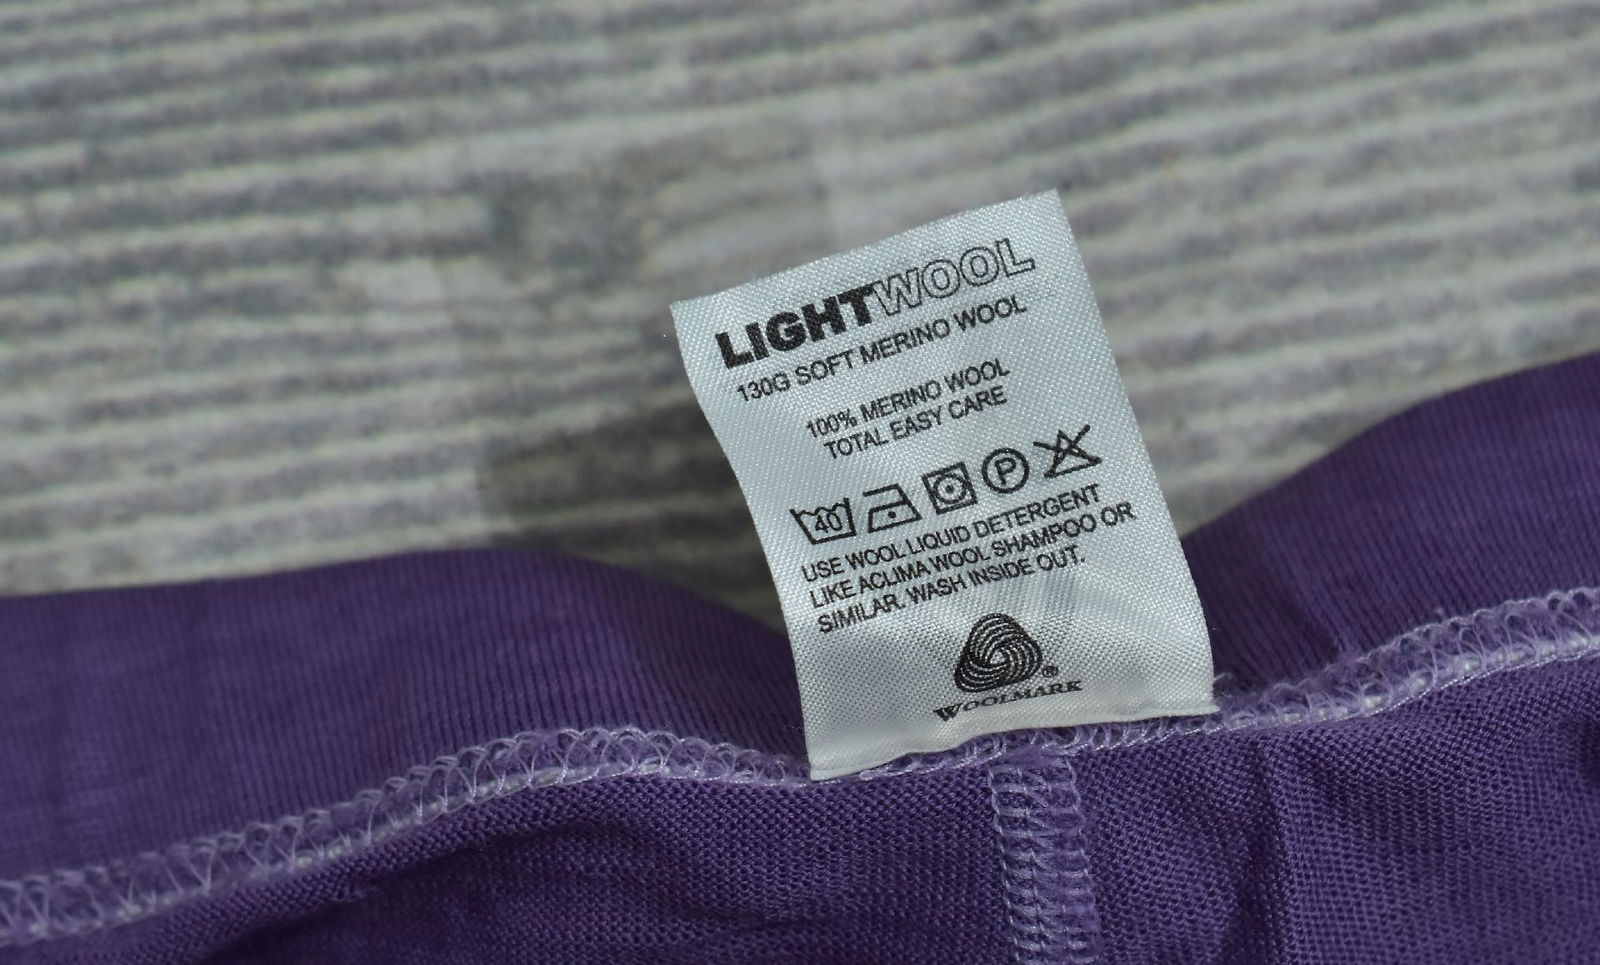 LIGHTWOOL
130G SOFT MERINO WOOL
100% MERINO WOOL
TOTAL EASY CARE
40 P
USE WOOL LIQUID DETERGENT
LIKE ACLIMA WOOL SHAMPOO OR
SIMILAR. WASH INSIDE OUT.
®
WOOLMARK